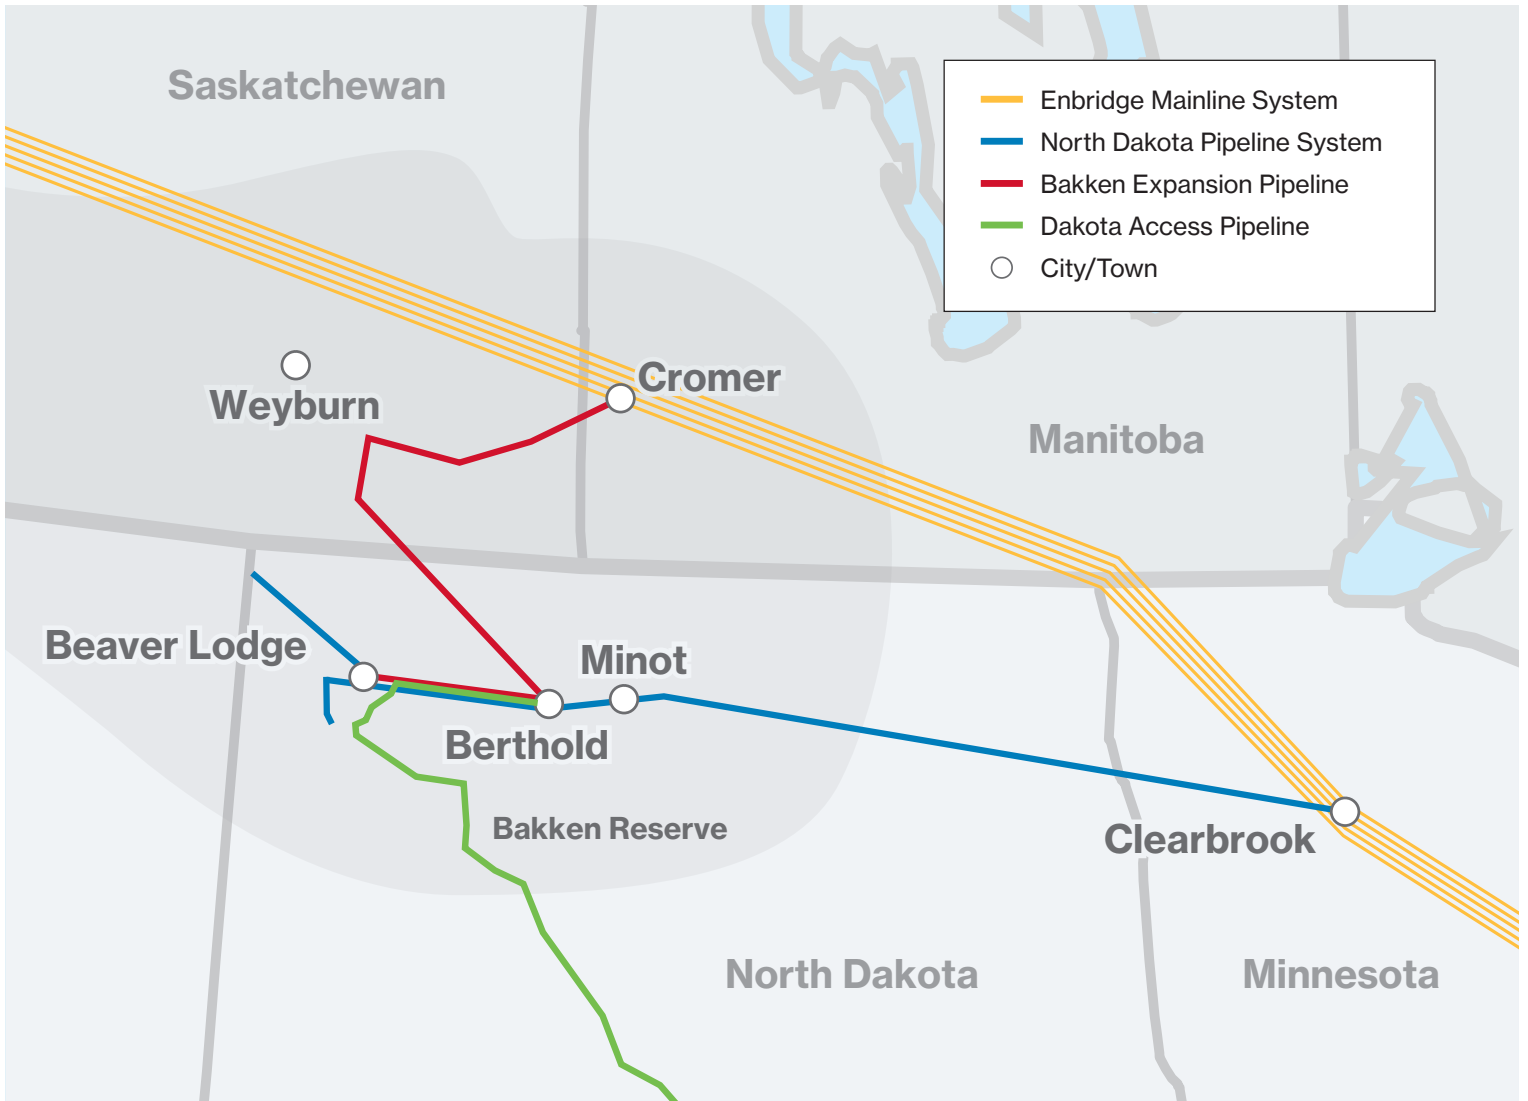 Saskatchewan
Enbridge Mainline System
North Dakota Pipeline System
Bakken Expansion Pipeline
Dakota Access Pipeline
City/Town
Cromer
Weyburn
Manitoba
Beaver Lodge
Minot
Berthold
Bakken Reserve
Clearbrook
North Dakota
Minnesota